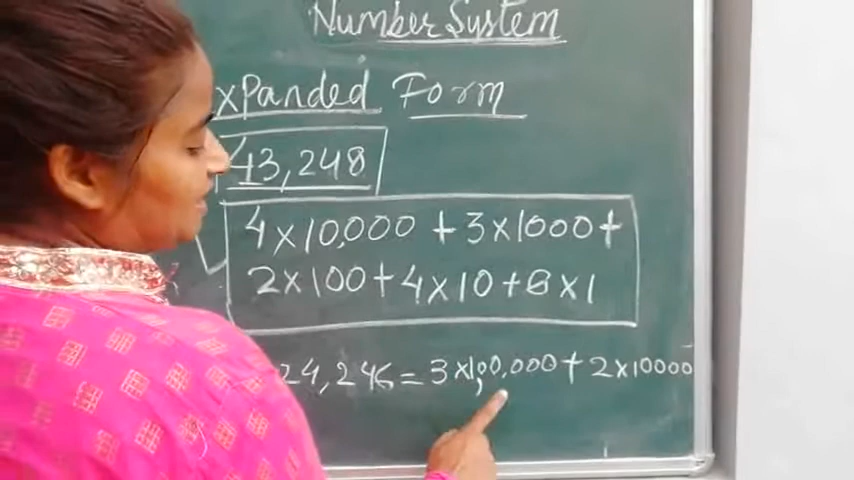 Number System
xpanded Form
43,248
4×10,000 + 3×1000 +
2×100 + 4×10 + 8×1
24,246 = 3×1,00,000 + 2×10000